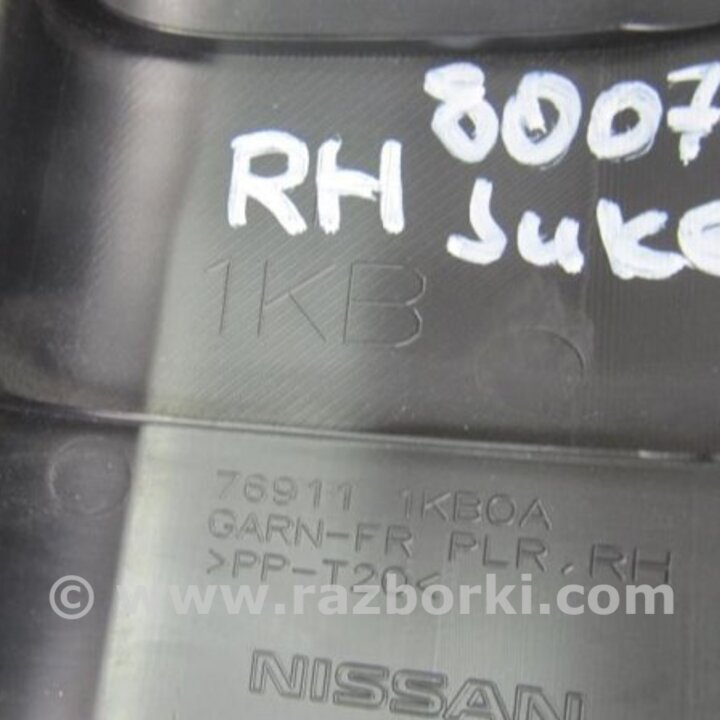 8007
RH Juke
1KB
76911 1KB0A
GARN-FR PLR, RH
>PP-T20<
© www.razborki.com
NISSAN